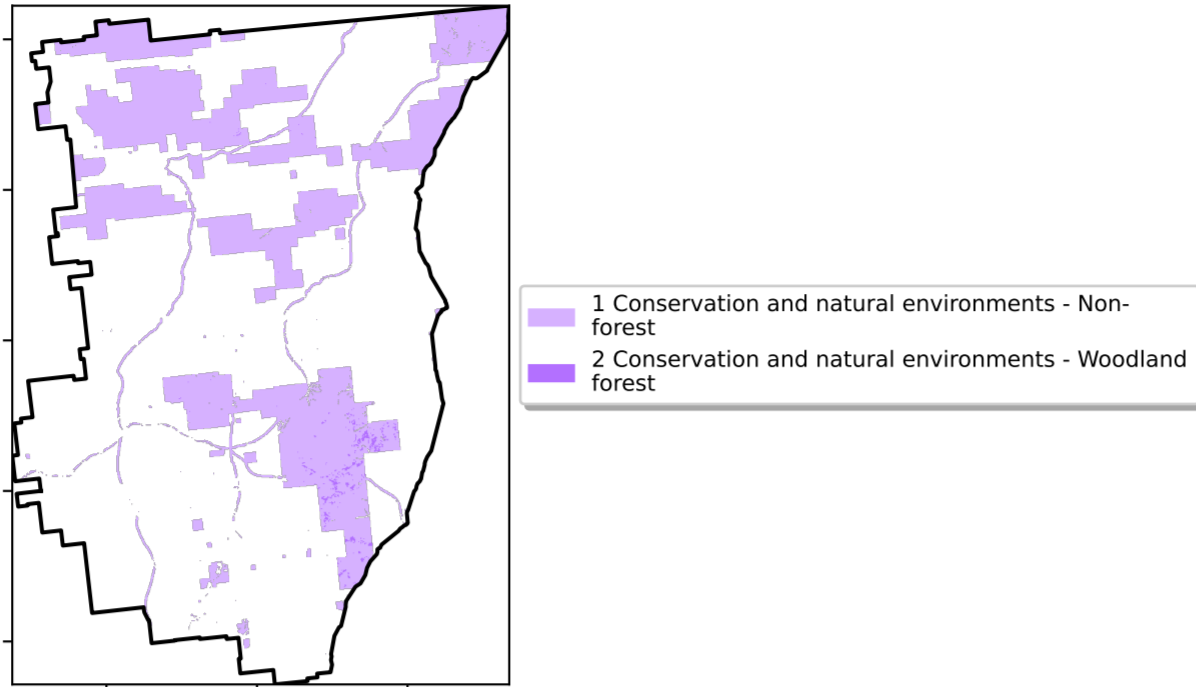 1 Conservation and natural environments - Non-
forest
2 Conservation and natural environments - Woodland
forest